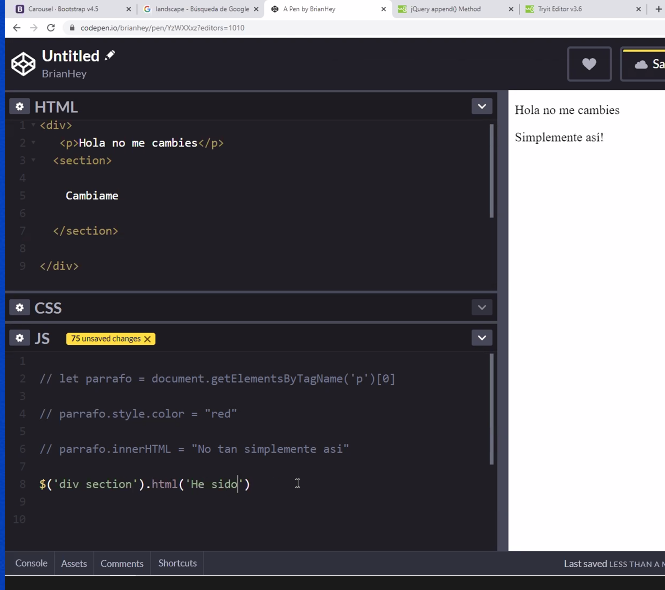 Carousel · Bootstrap v4.5
landscape - Búsqueda de Google
A Pen by BrianHey
jQuery append() Method
Tryit Editor v3.6
codepen.io/brianhey/pen/YzWXXxz?editors=1010
Untitled
BrianHey
Sa
HTML
1 <div>
2 <p>Hola no me cambies</p>
3 <section>
4
5 Cambiame
6
7 </section>
8
9 </div>
Hola no me cambies
Simplemente así!
CSS
JS 75 unsaved changes
1
2 // let parrafo = document.getElementsByTagName('p')[0]
3
4 // parrafo.style.color = "red"
5
6 // parrafo.innerHTML = "No tan simplemente asi"
7
8 $('div section').html('He sido')
9
10
Console Assets Comments Shortcuts Last saved LESS THAN A